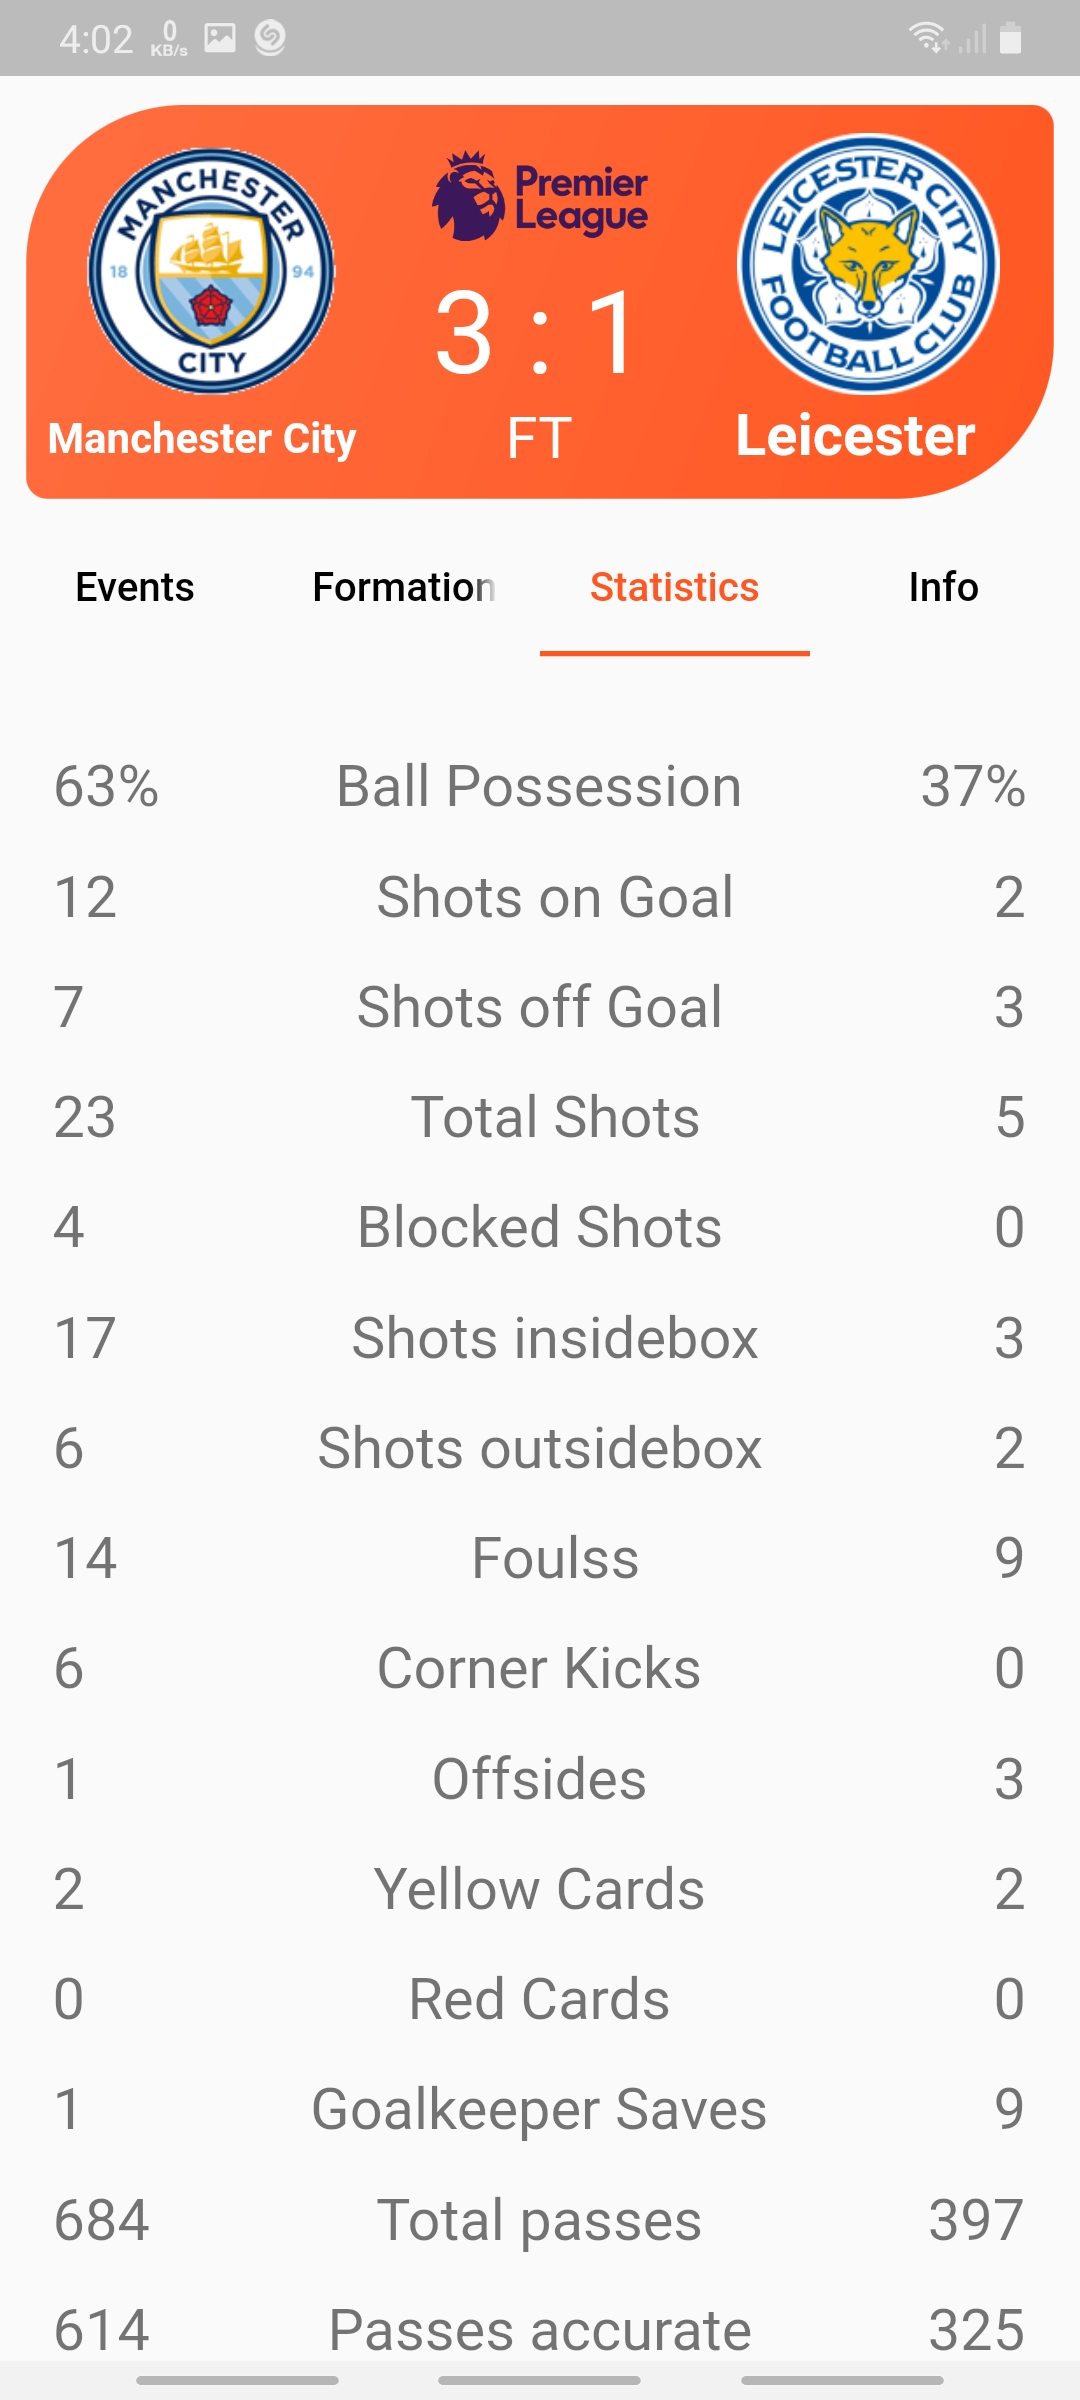 4:02 0 KB/s
MANCHESTER
18 94
CITY
Premier
League
LEICESTER CITY
FOOTBALL CLUB
3 : 1
Manchester City FT Leicester
Events Formation Statistics Info
63% Ball Possession 37%
12 Shots on Goal 2
7 Shots off Goal 3
23 Total Shots 5
4 Blocked Shots 0
17 Shots insidebox 3
6 Shots outsidebox 2
14 Foulss 9
6 Corner Kicks 0
1 Offsides 3
2 Yellow Cards 2
0 Red Cards 0
1 Goalkeeper Saves 9
684 Total passes 397
614 Passes accurate 325